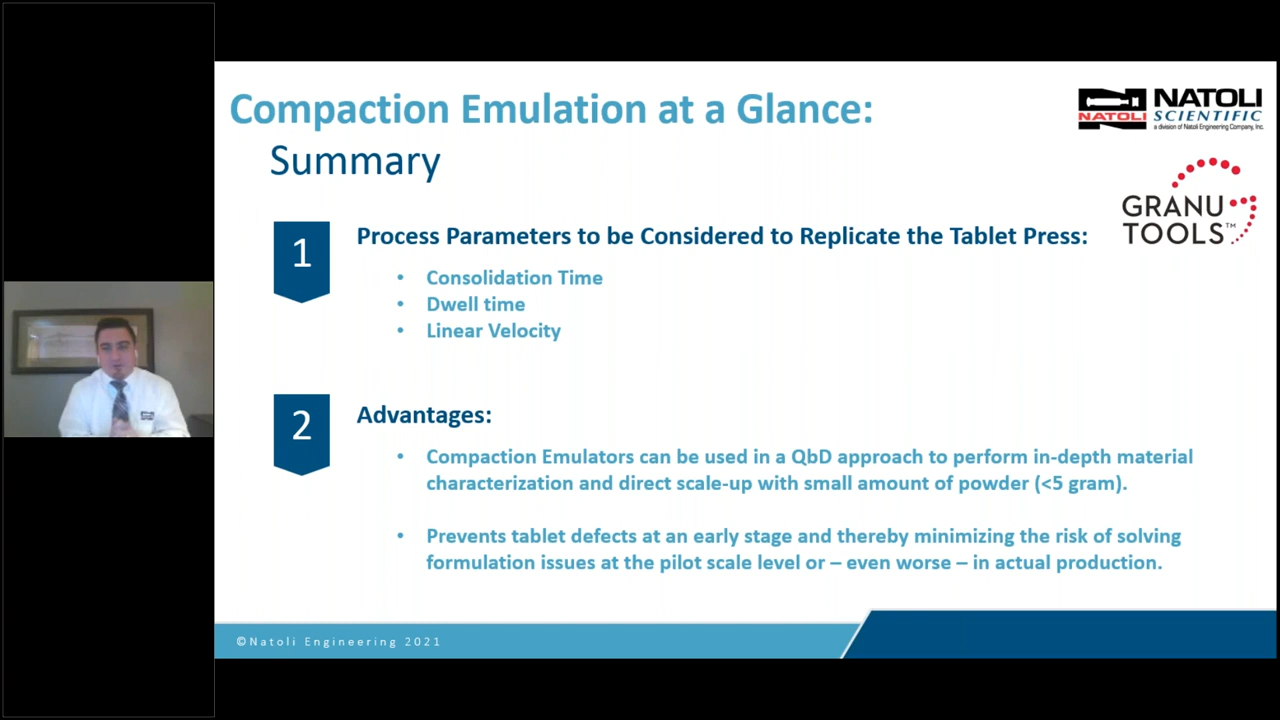 Compaction Emulation at a Glance:
Summary
NATOLI
NATOLI
SCIENTIFIC
a division of Natoli Engineering Company, Inc.
GRANU
TOOLS™
1
Process Parameters to be Considered to Replicate the Tablet Press:
• Consolidation Time
• Dwell time
• Linear Velocity
2
Advantages:
• Compaction Emulators can be used in a QbD approach to perform in-depth material
characterization and direct scale-up with small amount of powder (<5 gram).
• Prevents tablet defects at an early stage and thereby minimizing the risk of solving
formulation issues at the pilot scale level or – even worse – in actual production.
©Natoli Engineering 2021